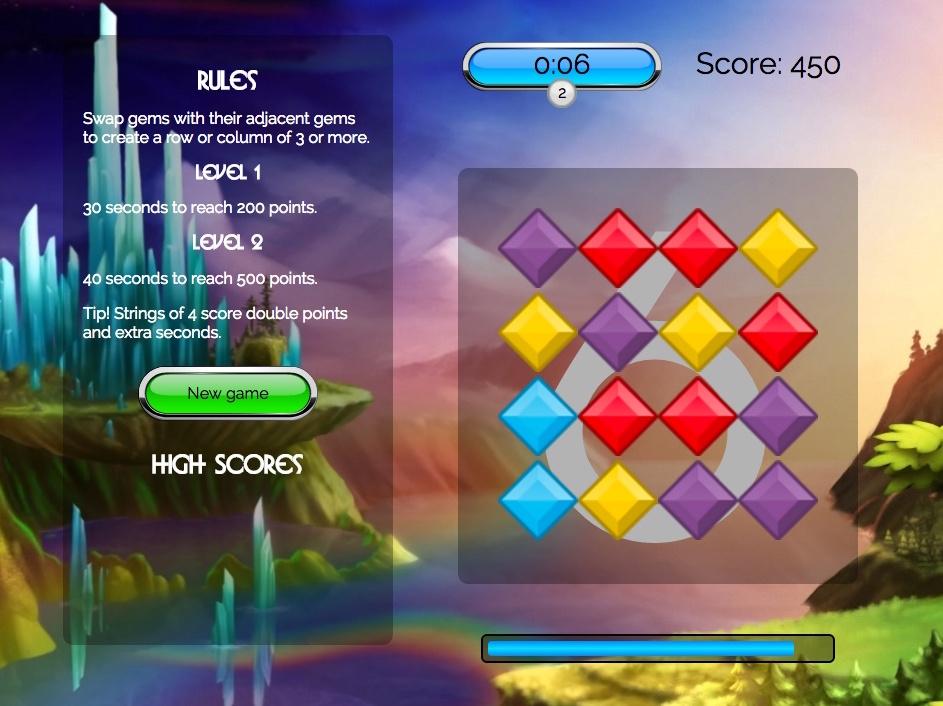 RULES
Swap gems with their adjacent gems
to create a row or column of 3 or more.
LEVEL 1
30 seconds to reach 200 points.
LEVEL 2
40 seconds to reach 500 points.
Tip! Strings of 4 score double points
and extra seconds.
New game
HIGH SCORES
0:06
2
Score: 450
6